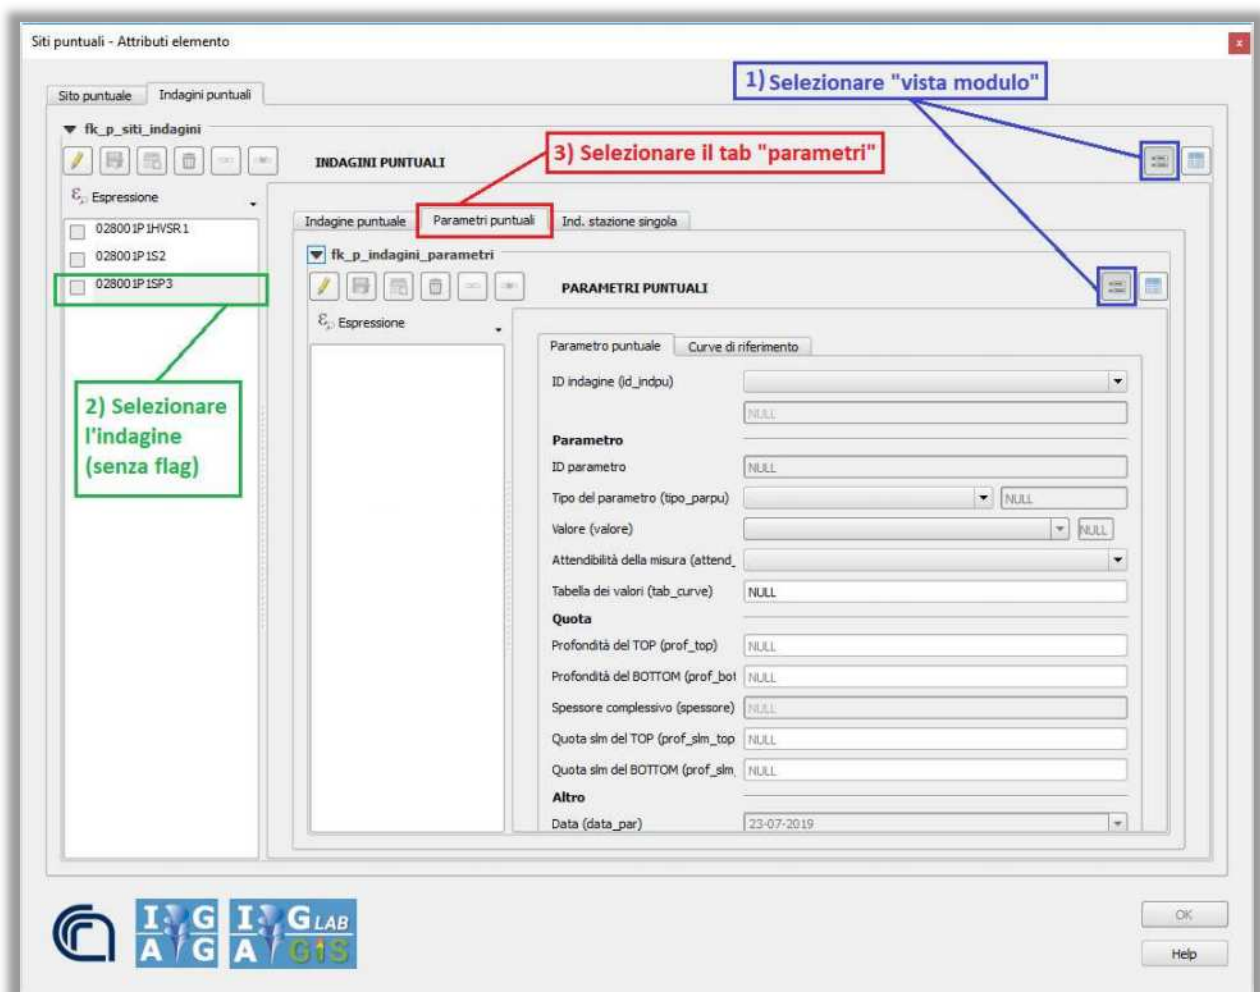 Siti puntuali - Attributi elemento
x
1) Selezionare "vista modulo"
Sito puntuale
Indagini puntuali
fk_p_siti_indagini
INDAGINI PUNTUALI
3) Selezionare il tab "parametri"
Espressione
028001P1HVSR1
028001P1S2
028001P1SP3
2) Selezionare
l'indagine
(senza flag)
Indagine puntuale
Parametri puntuali
Ind. stazione singola
fk_p_indagini_parametri
PARAMETRI PUNTUALI
Espressione
Parametro puntuale
Curve di riferimento
ID indagine (id_indpu)
NULL
Parametro
ID parametro
NULL
Tipo del parametro (tipo_parpu)
NULL
Valore (valore)
NULL
Attendibilità della misura (attend_
Tabella dei valori (tab_curve)
NULL
Quota
Profondità del TOP (prof_top)
NULL
Profondità del BOTTOM (prof_bot
NULL
Spessore complessivo (spessore)
NULL
Quota slm del TOP (prof_slm_top
NULL
Quota slm del BOTTOM (prof_slm_
NULL
Altro
Data (data_par)
23-07-2019
IG
AG
IG LAB
A GIS
OK
Help